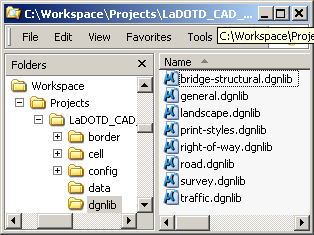 C:\Workspace\Projects\LaDOTD_CAD_...
File Edit View Favorites Tools
C:\Workspace\Project
Folders
Name
Workspace
Projects
LaDOTD_CAD_
border
cell
config
data
dgnlib
bridge-structural.dgnlib
general.dgnlib
landscape.dgnlib
print-styles.dgnlib
right-of-way.dgnlib
road.dgnlib
survey.dgnlib
traffic.dgnlib